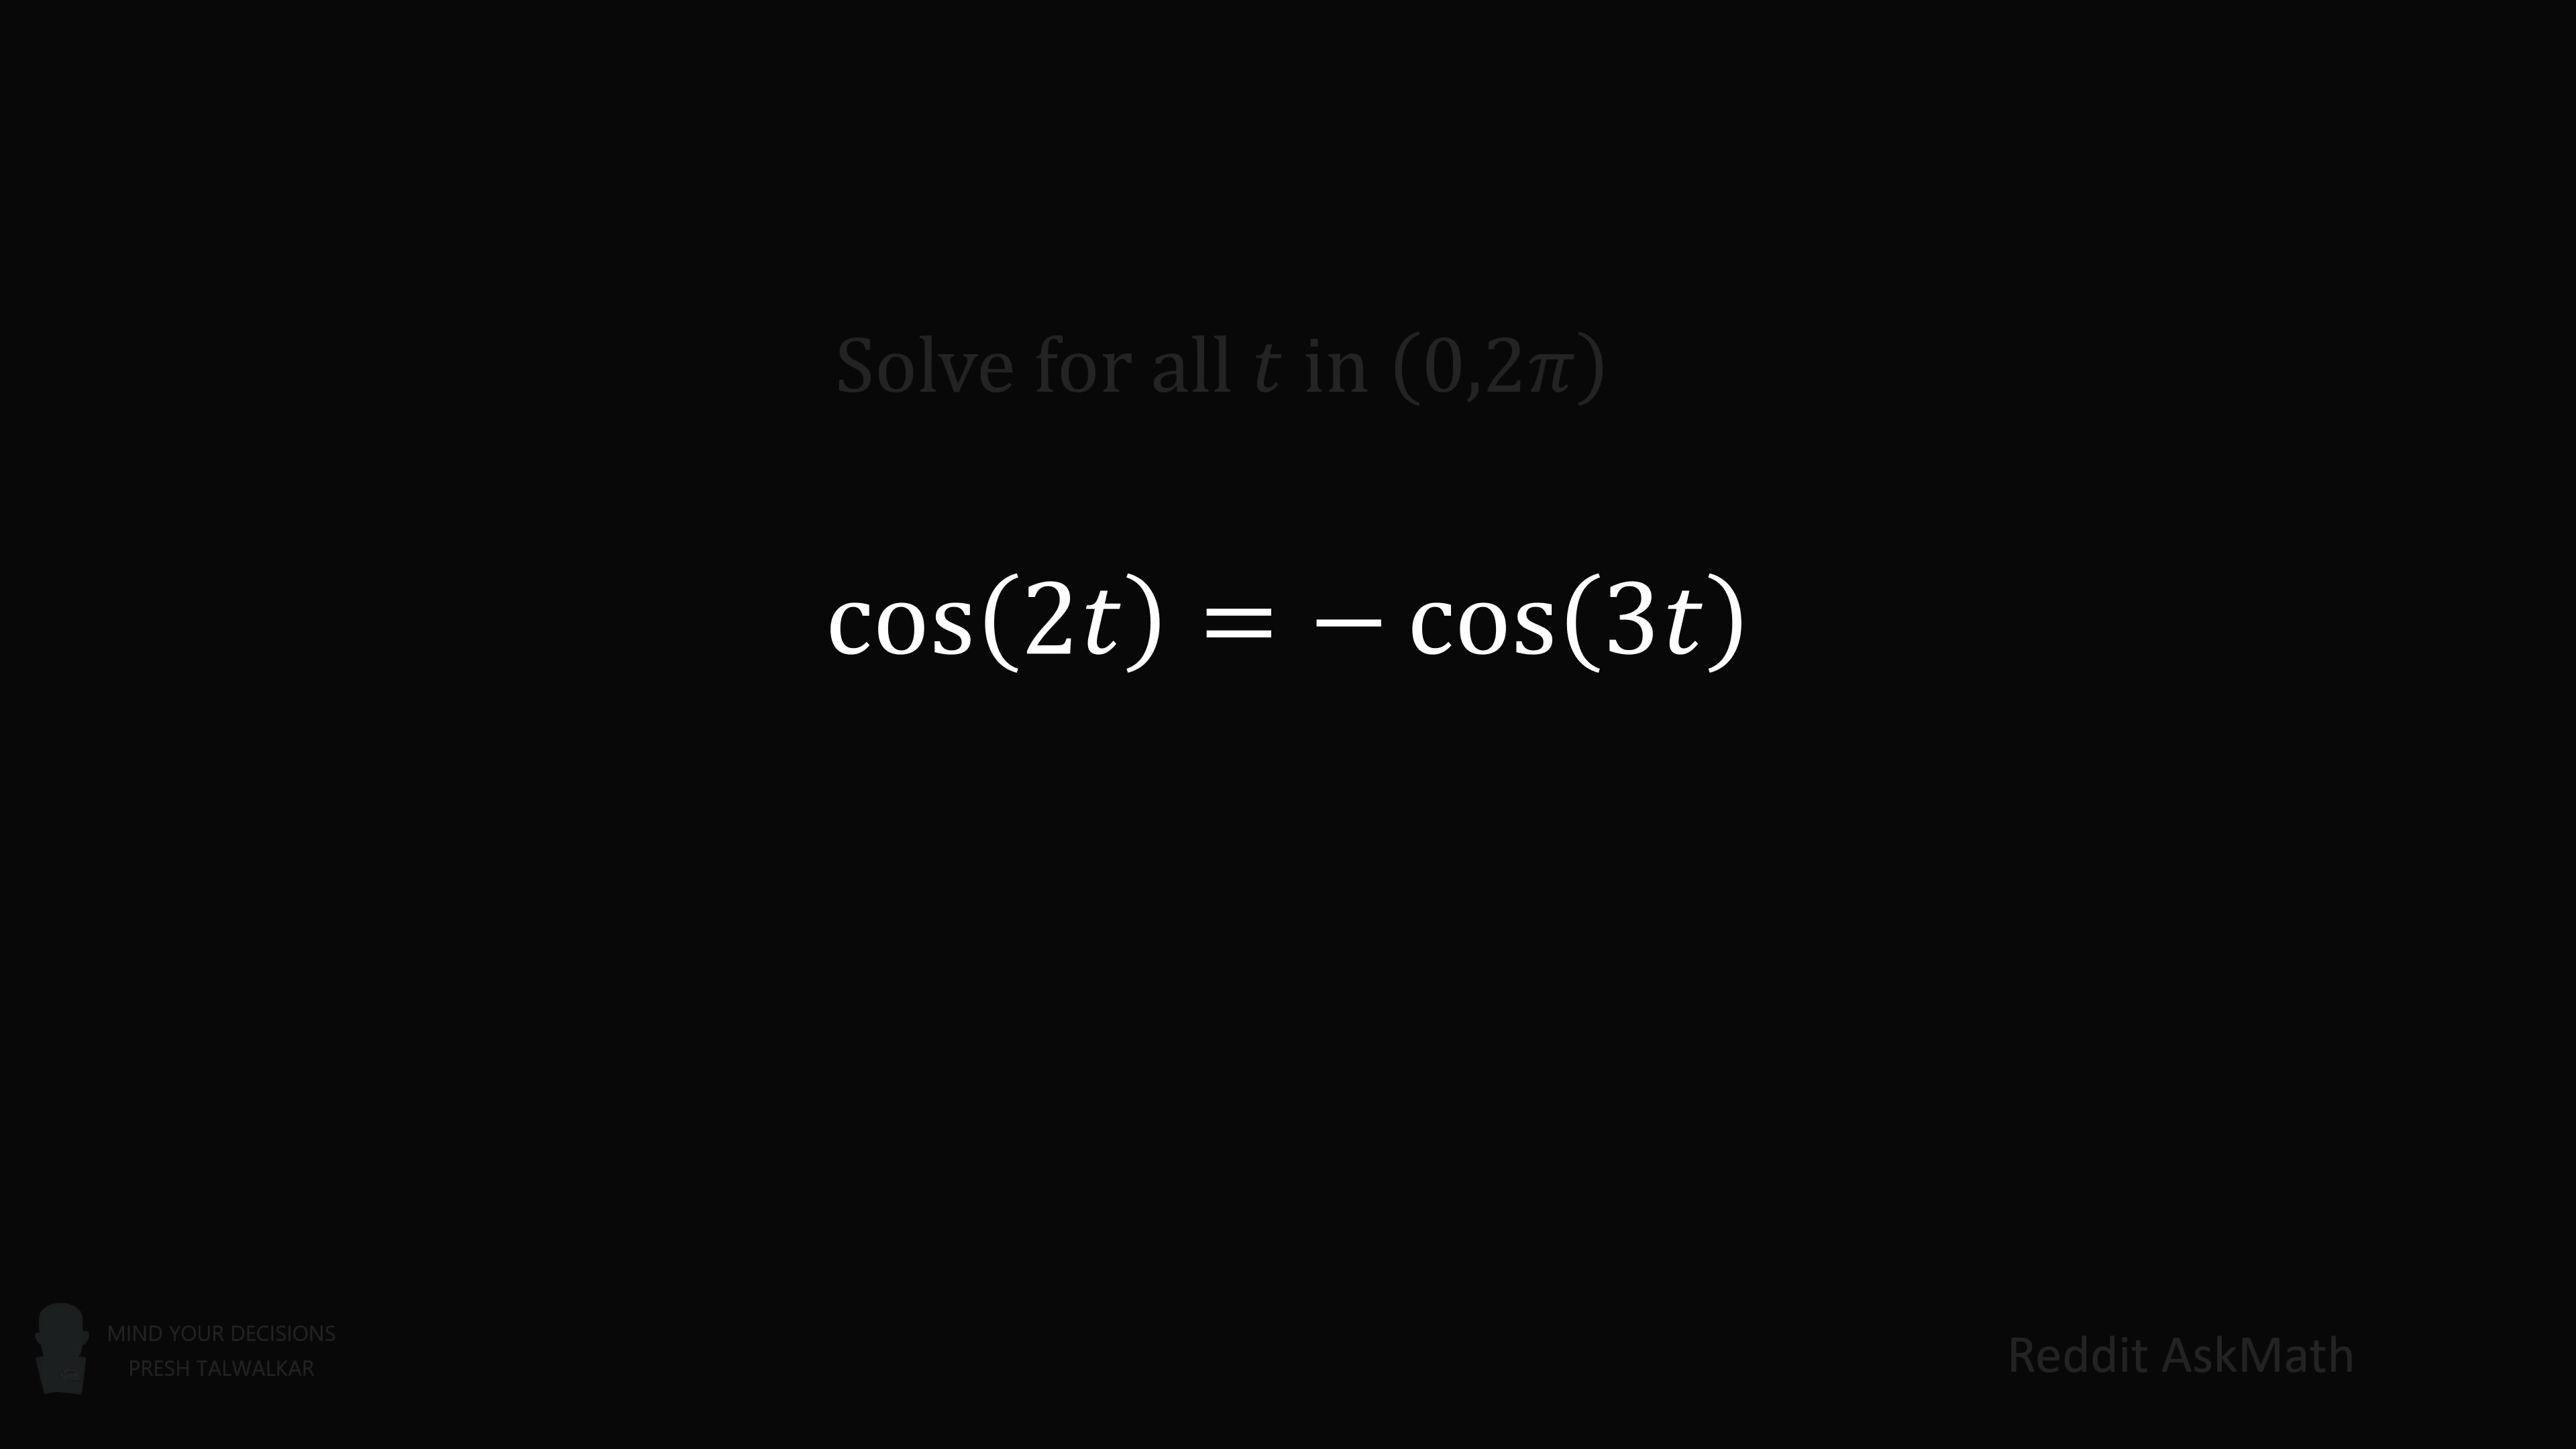 Solve for all t in (0,2π)
cos(2t) = − cos(3t)
MIND YOUR DECISIONS
PRESH TALWALKAR
Reddit AskMath